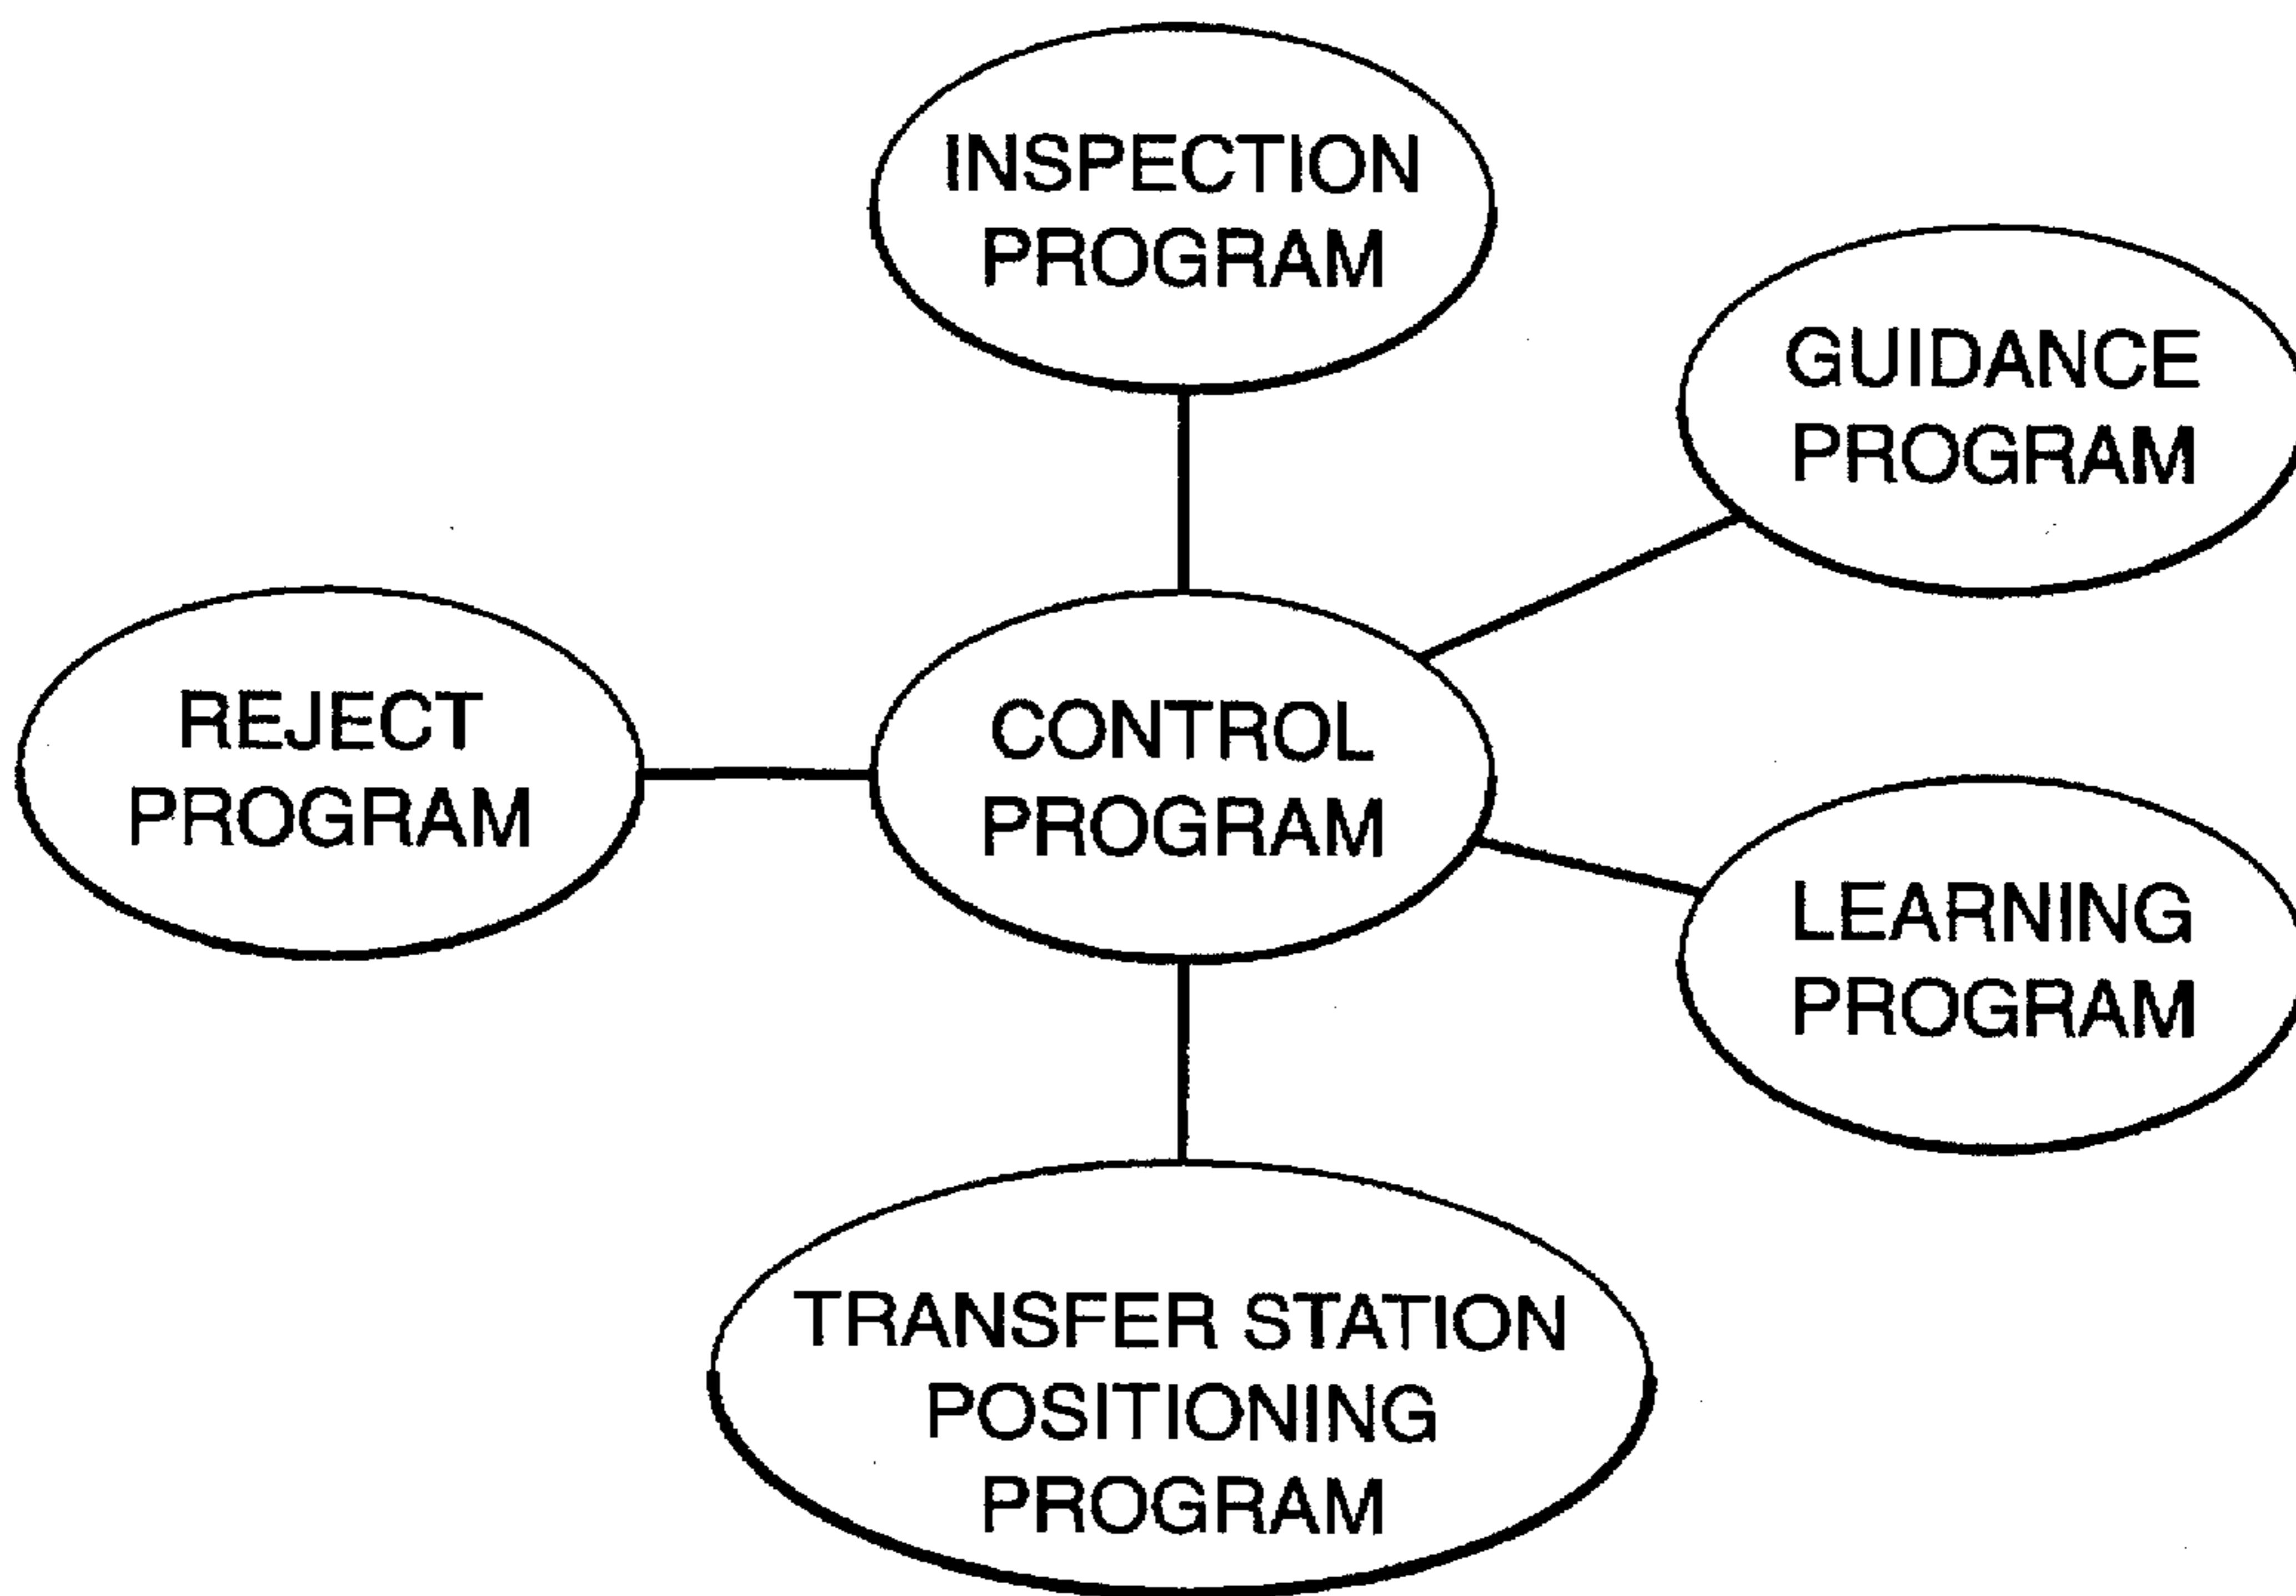 INSPECTION
PROGRAM
GUIDANCE
PROGRAM
REJECT
PROGRAM
CONTROL
PROGRAM
LEARNING
PROGRAM
TRANSFER STATION
POSITIONING
PROGRAM